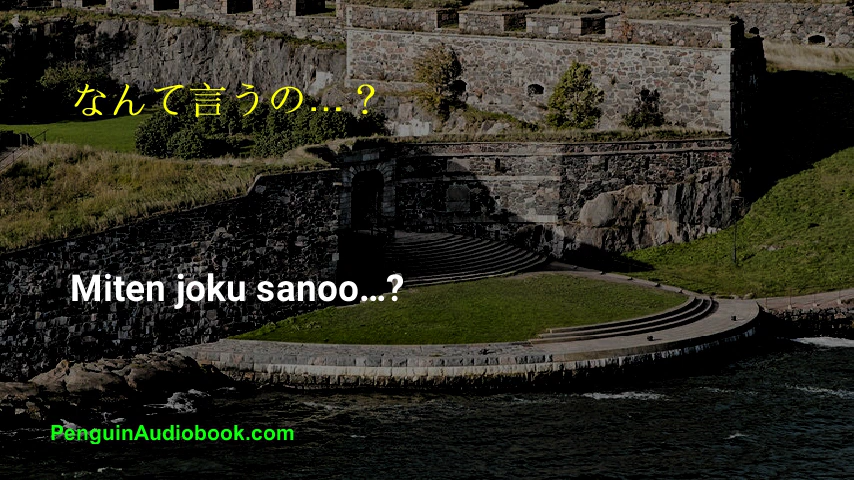 なんて言うの…？
Miten joku sanoo…?
PenguinAudiobook.com